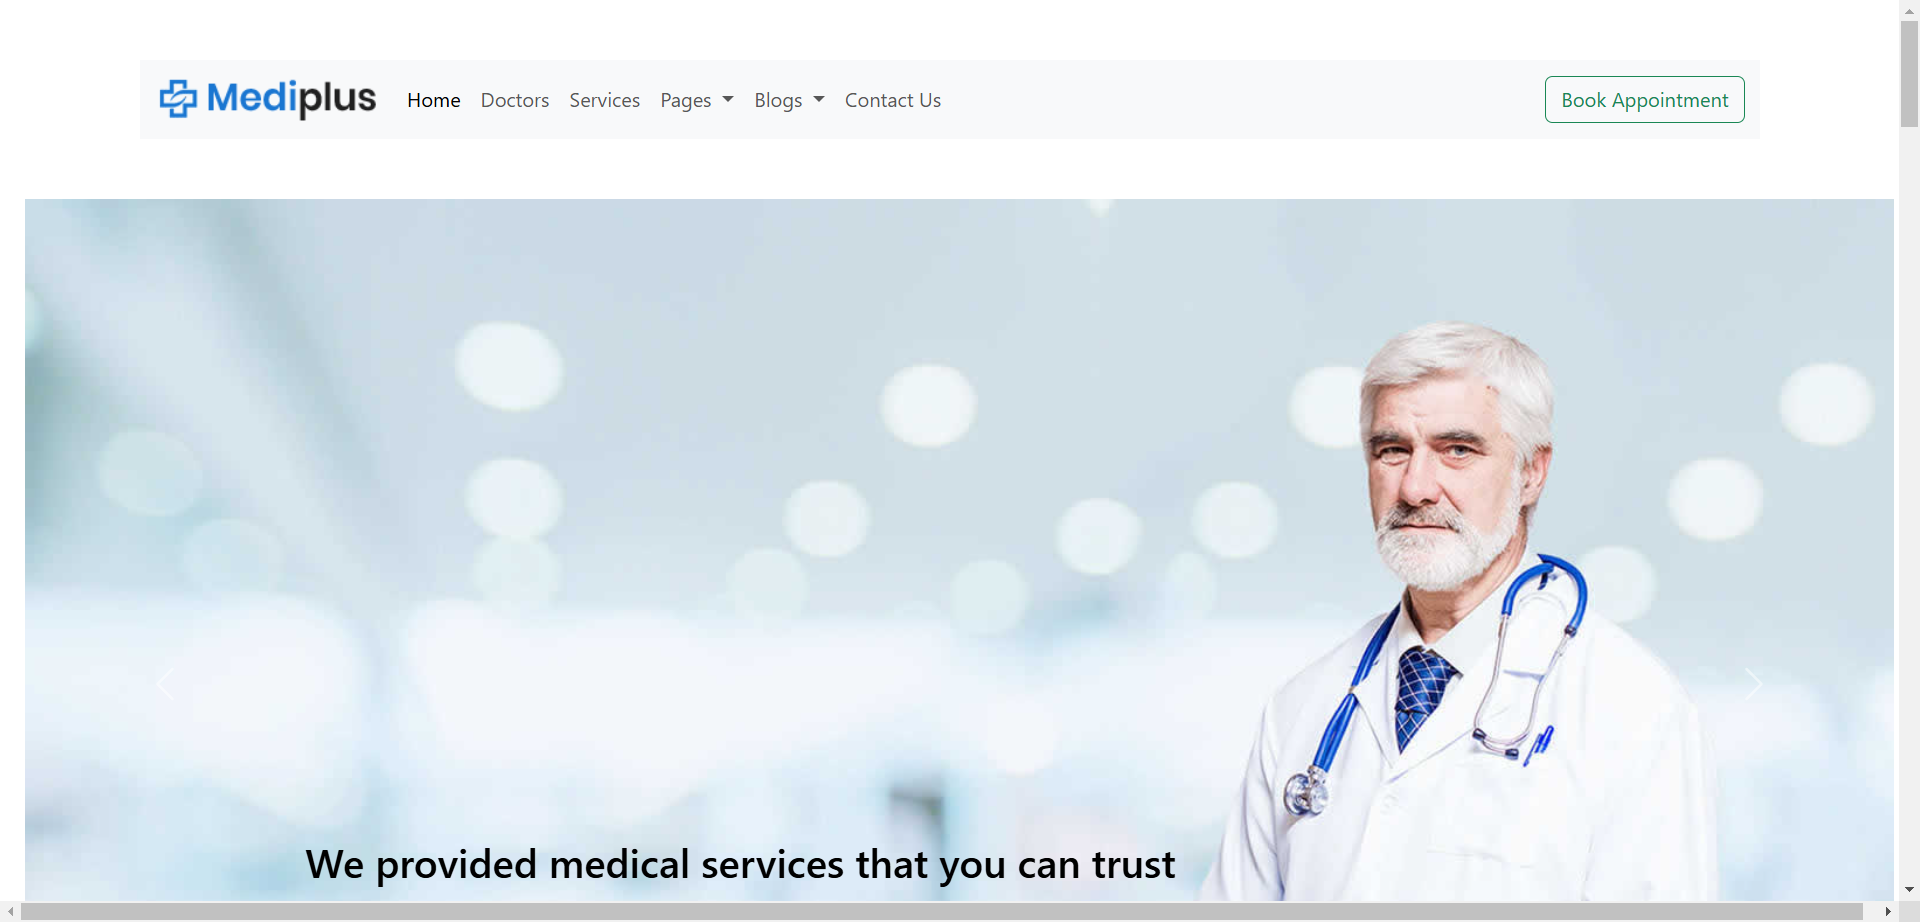 Mediplus Home Doctors Services Pages Blogs Contact Us Book Appointment
We provided medical services that you can trust